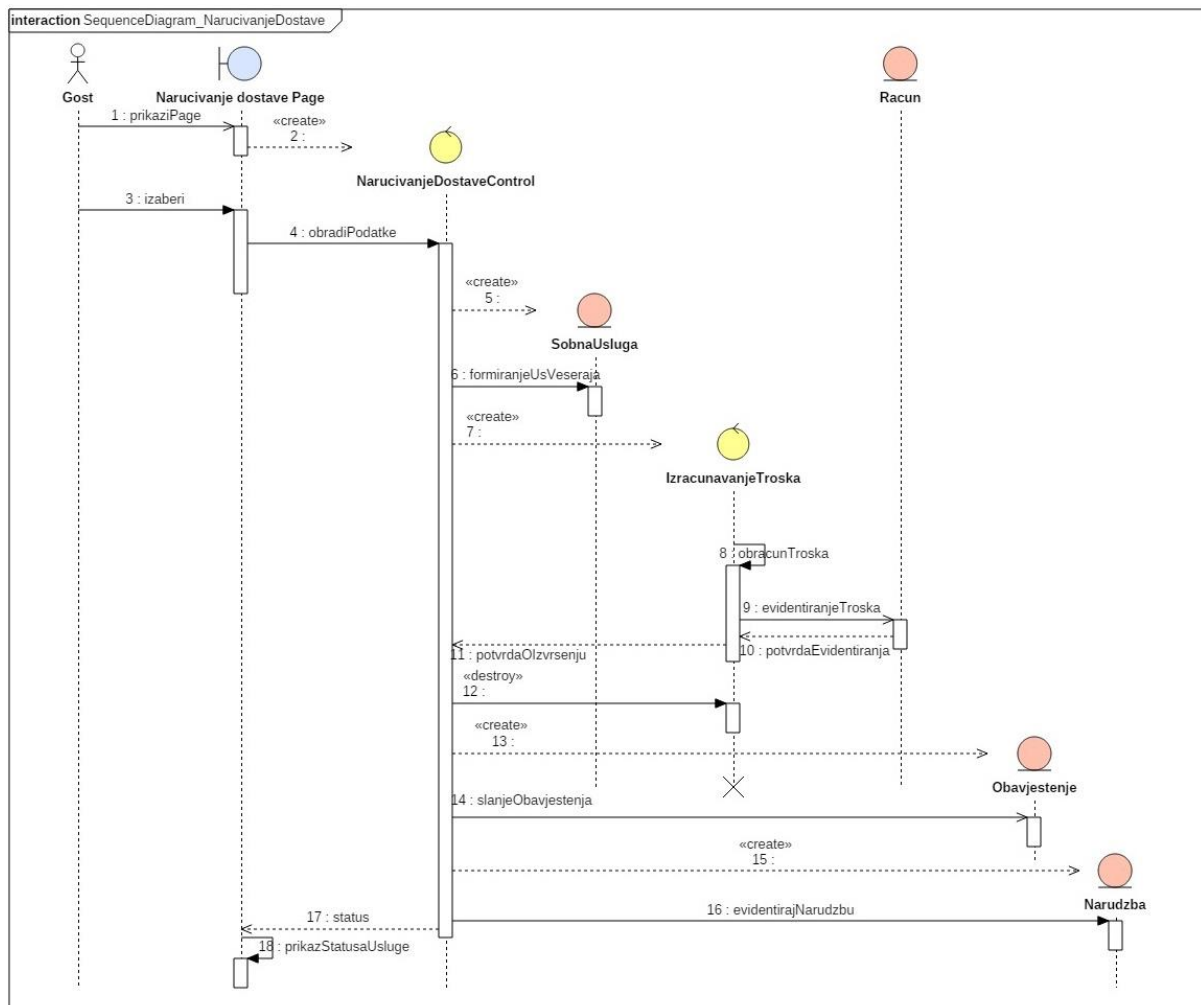 interaction SequenceDiagram_NarucivanjeDostave
Gost
Narucivanje dostave Page
Racun
1 : prikaziPage
«create»
2 :
NarucivanjeDostaveControl
3 : izaberi
4 : obradiPodatke
«create»
5 :
SobnaUsluga
6 : formiranjeUsVeseraja
«create»
7 :
IzracunavanjeTroska
8 : obracunTroska
9 : evidentiranjeTroska
10 : potvrdaEvidentiranja
11 : potvrdaOIzvrsenju
«destroy»
12 :
«create»
13 :
Obavjestenje
14 : slanjeObavjestenja
«create»
15 :
Narudzba
16 : evidentirajNarudzbu
17 : status
18 : prikazStatusaUsluge